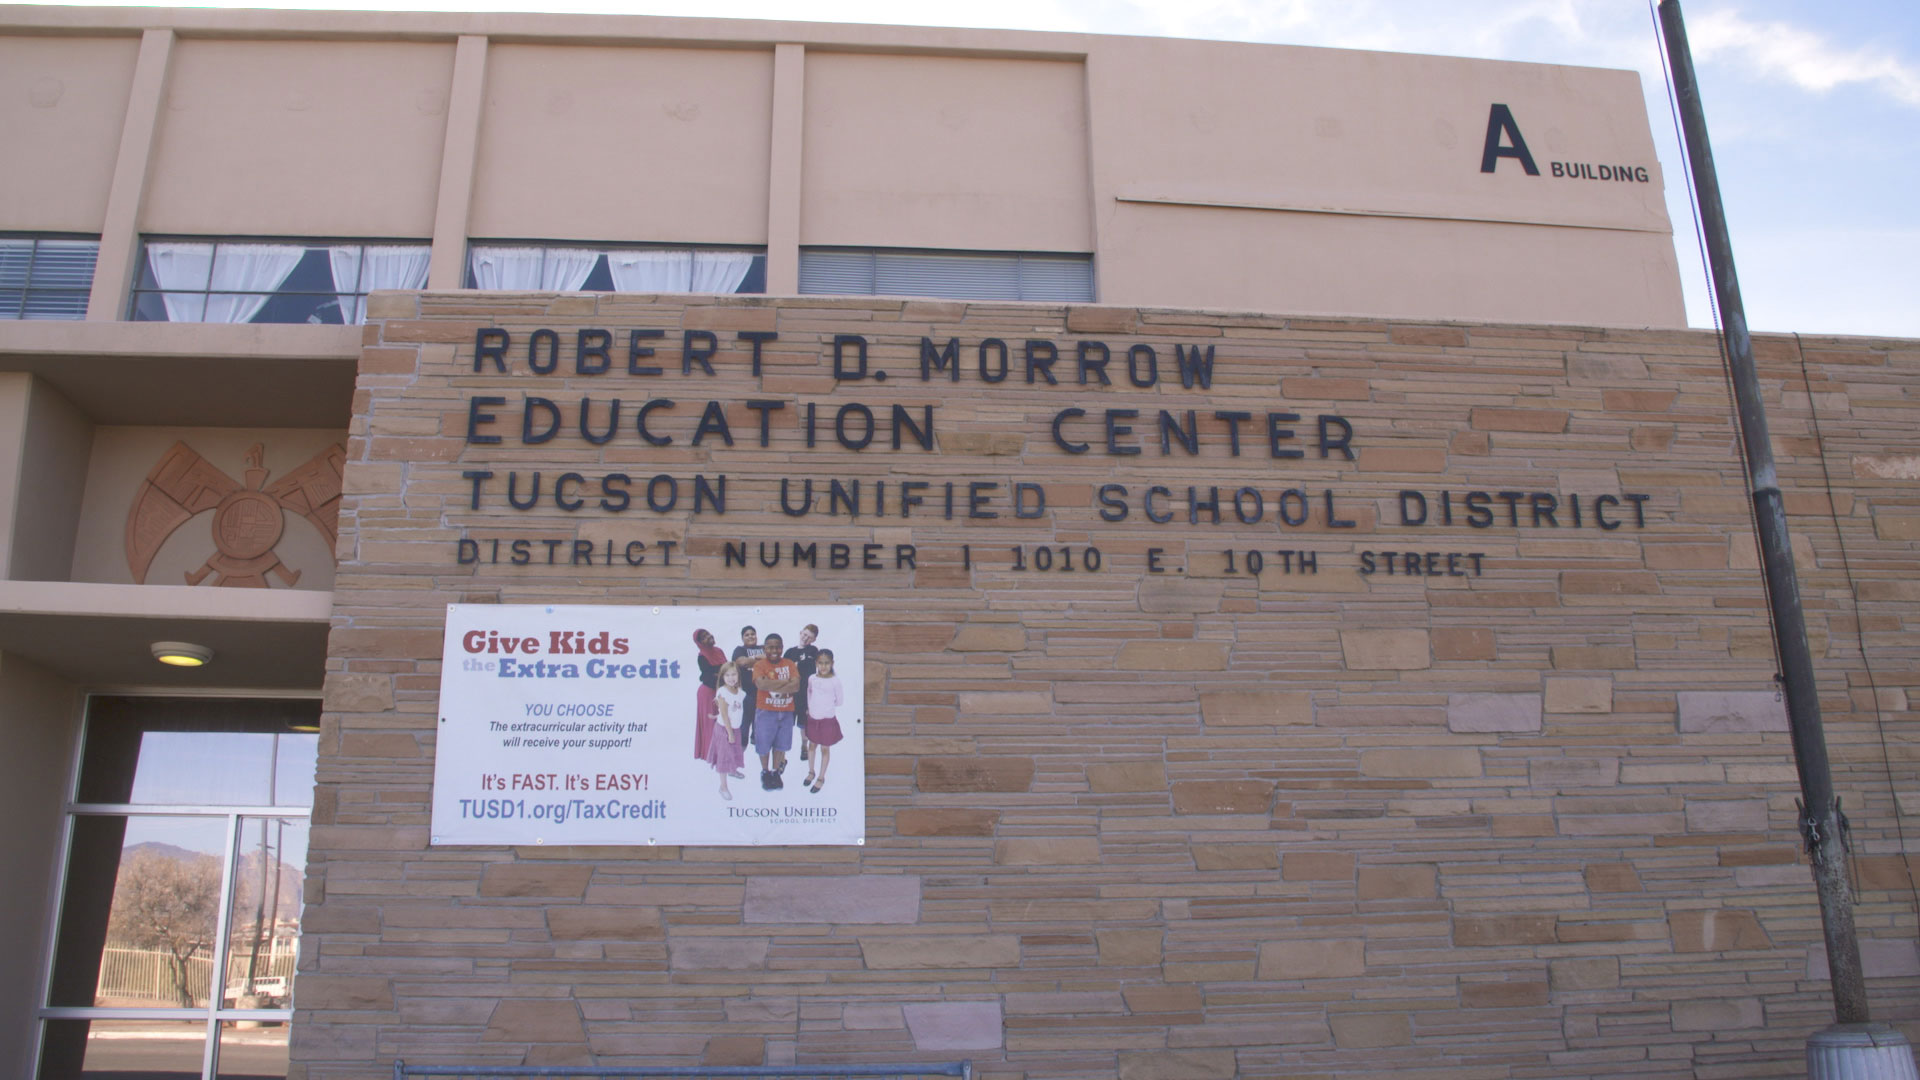 A BUILDING
ROBERT D. MORROW
EDUCATION CENTER
TUCSON UNIFIED SCHOOL DISTRICT
DISTRICT NUMBER 1 1010 E. 10TH STREET
Give Kids
the Extra Credit
YOU CHOOSE
The extracurricular activity that
will receive your support!
It's FAST. It's EASY!
TUSD1.org/TaxCredit
TUCSON UNIFIED
SCHOOL DISTRICT